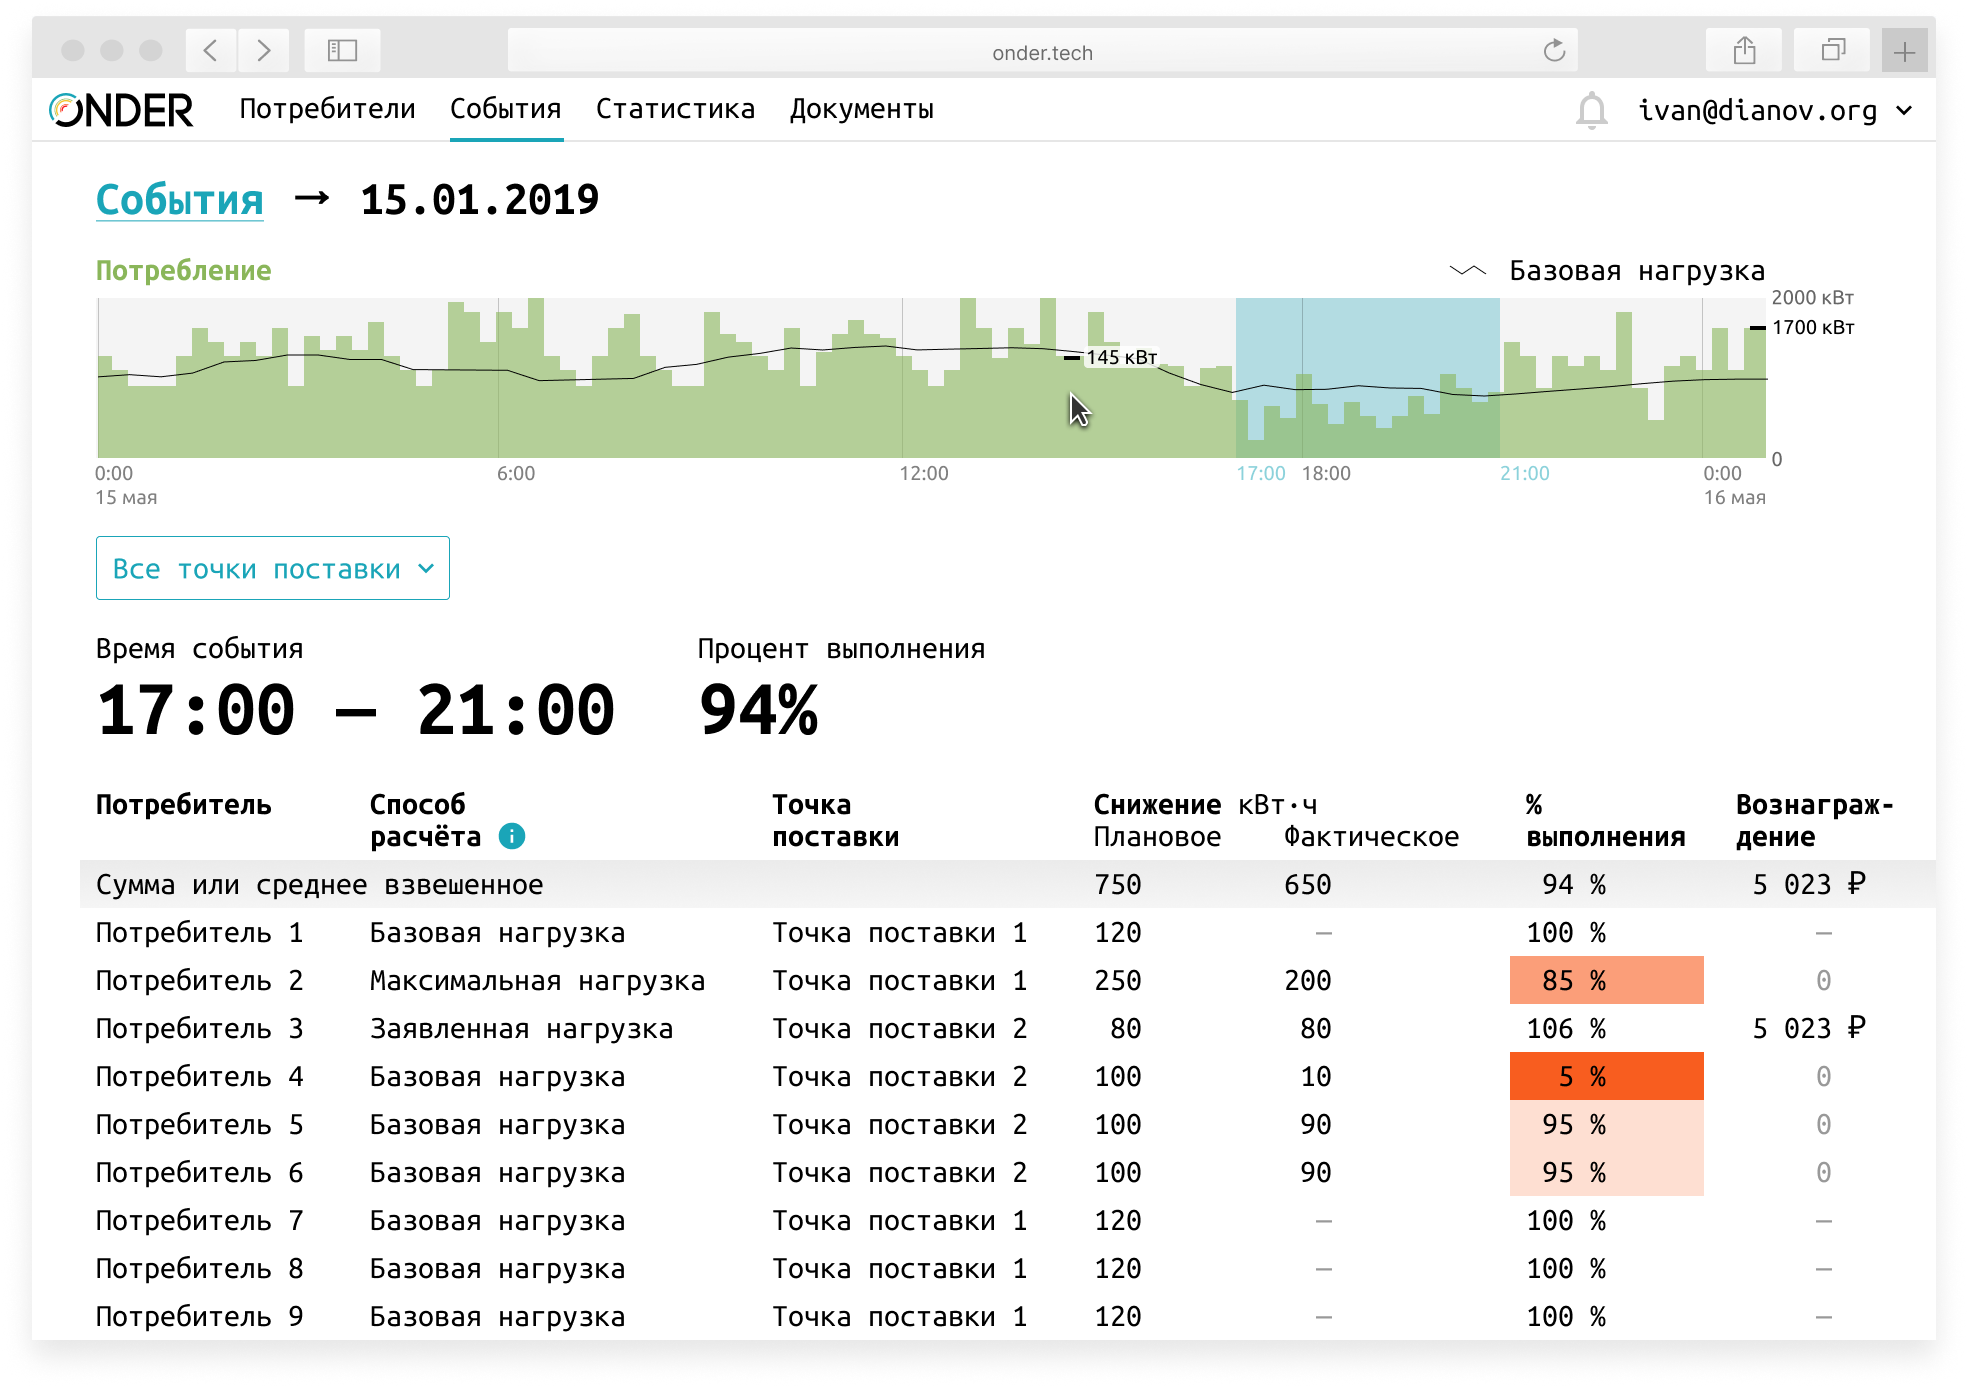 onder.tech
ONDER Потребители События Статистика Документы ivan@dianov.org
События → 15.01.2019
Потребление Базовая нагрузка
2000 кВт
1700 кВт
145 кВт
0
0:00 6:00 12:00 17:00 18:00 21:00 0:00
15 мая 16 мая
Все точки поставки
Время события Процент выполнения
17:00 — 21:00 94%
Потребитель Способ Точка Снижение кВт·ч % Вознаграж-
расчёта i поставки Плановое Фактическое выполнения дение
Сумма или среднее взвешенное 750 650 94 % 5 023 ₽
Потребитель 1 Базовая нагрузка Точка поставки 1 120 — 100 % —
Потребитель 2 Максимальная нагрузка Точка поставки 1 250 200 85 % 0
Потребитель 3 Заявленная нагрузка Точка поставки 2 80 80 106 % 5 023 ₽
Потребитель 4 Базовая нагрузка Точка поставки 2 100 10 5 % 0
Потребитель 5 Базовая нагрузка Точка поставки 2 100 90 95 % 0
Потребитель 6 Базовая нагрузка Точка поставки 2 100 90 95 % 0
Потребитель 7 Базовая нагрузка Точка поставки 1 120 — 100 % —
Потребитель 8 Базовая нагрузка Точка поставки 1 120 — 100 % —
Потребитель 9 Базовая нагрузка Точка поставки 1 120 — 100 % —